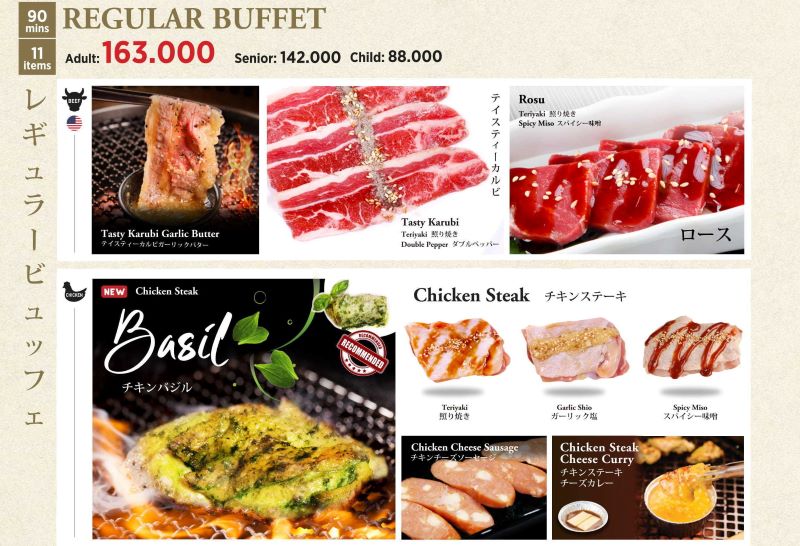 90
mins
11
items
REGULAR BUFFET
Adult: 163.000 Senior: 142.000 Child: 88.000
レギュラービュッフェ
BEEF
Tasty Karubi Garlic Butter
テイスティーカルビガーリックバター
テイスティーカルビ
Tasty Karubi
Teriyaki 照り焼き
Double Pepper ダブルペッパー
Rosu
Teriyaki 照り焼き
Spicy Miso スパイシー味噌
ロース
CHICKEN
NEW Chicken Steak
Basil
チキンバジル
RECOMMENDED
Chicken Steak チキンステーキ
Teriyaki
照り焼き
Garlic Shio
ガーリック塩
Spicy Miso
スパイシー味噌
Chicken Cheese Sausage
チキンチーズソーセージ
Chicken Steak
Cheese Curry
チキンステーキ
チーズカレー